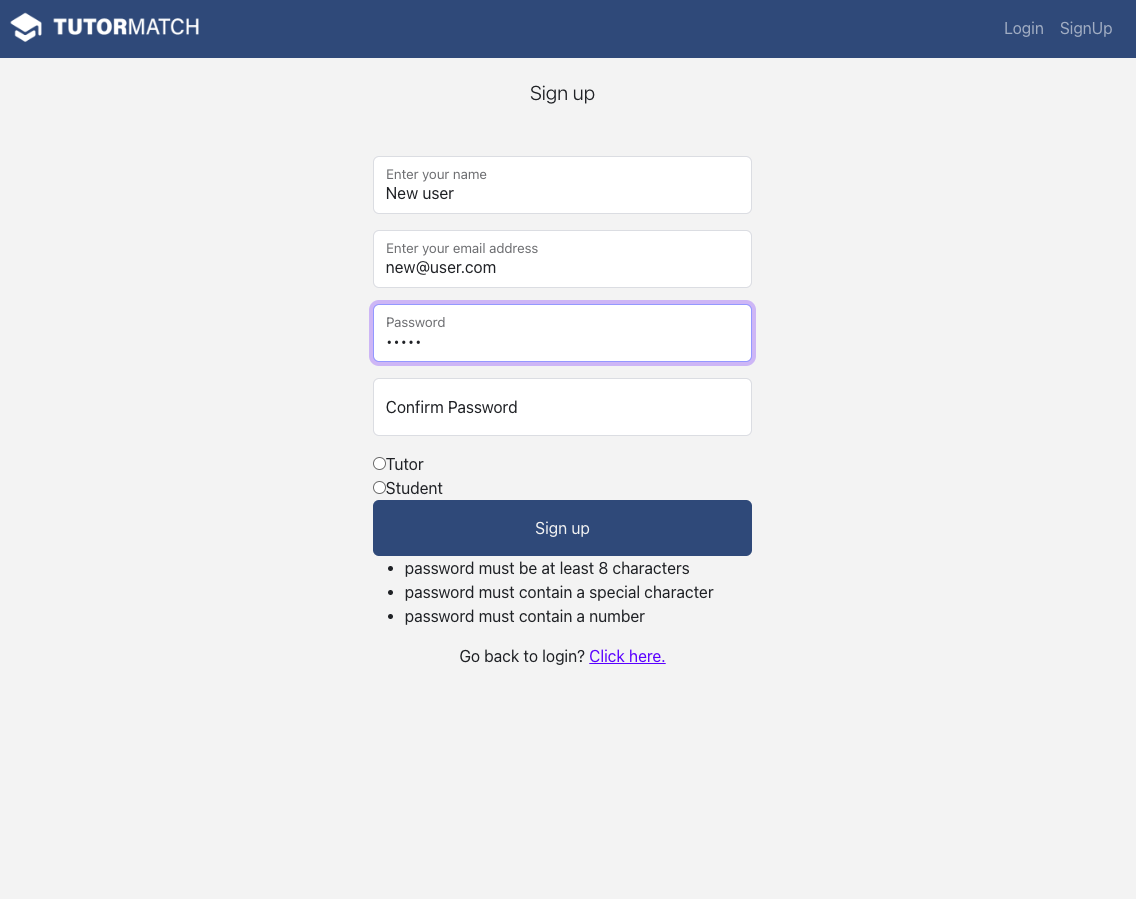 TUTORMATCH
Login SignUp
Sign up
Enter your name
New user
Enter your email address
new@user.com
Password
•••••
Confirm Password
Tutor
Student
Sign up
• password must be at least 8 characters
• password must contain a special character
• password must contain a number
Go back to login? Click here.